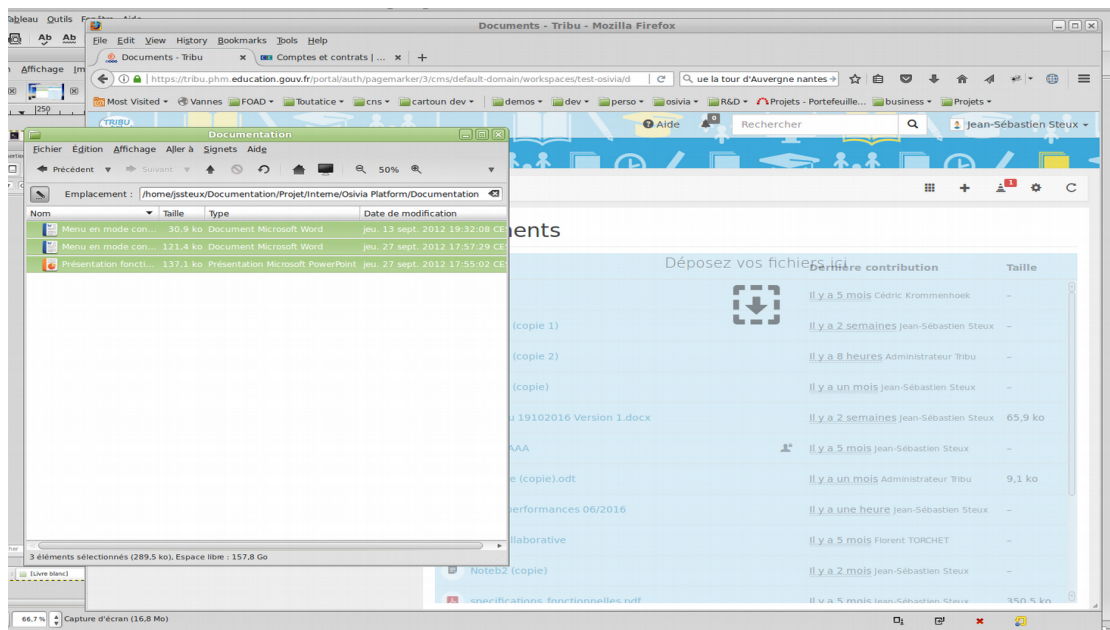 Outils
Documents - Tribu - Mozilla Firefox
File Edit View History Bookmarks Tools Help
Documents - Tribu × Comptes et contrats | ... × +
Affichage
https://tribu.phm.education.gouv.fr/portal/auth/pagemarker/3/cms/default-domain/workspaces/test-osivia/d
ue la tour d'Auvergne nantes
Most Visited Vannes FOAD Toutatice cns cartoun dev demos dev perso osivia R&D Projets - Portefeuille... business Projets
TRIBU
Aide 0 Rechercher Jean-Sébastien Steux
Documentation
Fichier Édition Affichage Aller à Signets Aide
Précédent Suivant 50%
Emplacement : /home/jssteux/Documentation/Projet/Interne/Osivia Platform/Documentation
1
Nom Taille Type Date de modification
Menu en mode con... 30,9 ko Document Microsoft Word jeu. 13 sept. 2012 19:32:08 CE
Menu en mode con... 121,4 ko Document Microsoft Word jeu. 27 sept. 2012 17:57:29 CE
Présentation foncti... 137,1 ko Présentation Microsoft PowerPoint jeu. 27 sept. 2012 17:55:02 CE
3 éléments sélectionnés (289,5 ko), Espace libre : 157,8 Go
ents
Déposez vos fichiers ici
Dernière contribution Taille
Il y a 5 mois Cédric Krommenhoek –
(copie 1) Il y a 2 semaines Jean-Sébastien Steux –
(copie 2) Il y a 8 heures Administrateur Tribu –
(copie) Il y a un mois Jean-Sébastien Steux –
19102016 Version 1.docx Il y a 2 semaines Jean-Sébastien Steux 65,9 ko
AAA Il y a 5 mois Jean-Sébastien Steux –
(copie).odt Il y a un mois Administrateur Tribu 9,1 ko
erformances 06/2016 Il y a une heure Jean-Sébastien Steux –
llaborative Il y a 5 mois Florent TORCHET –
Noteb2 (copie) Il y a 2 mois Jean-Sébastien Steux –
specifications_fonctionnelles.pdf Il y a 5 mois Jean-Sébastien Steux 350,5 ko
[Livre blanc]
66,7 % Capture d'écran (16,8 Mo)